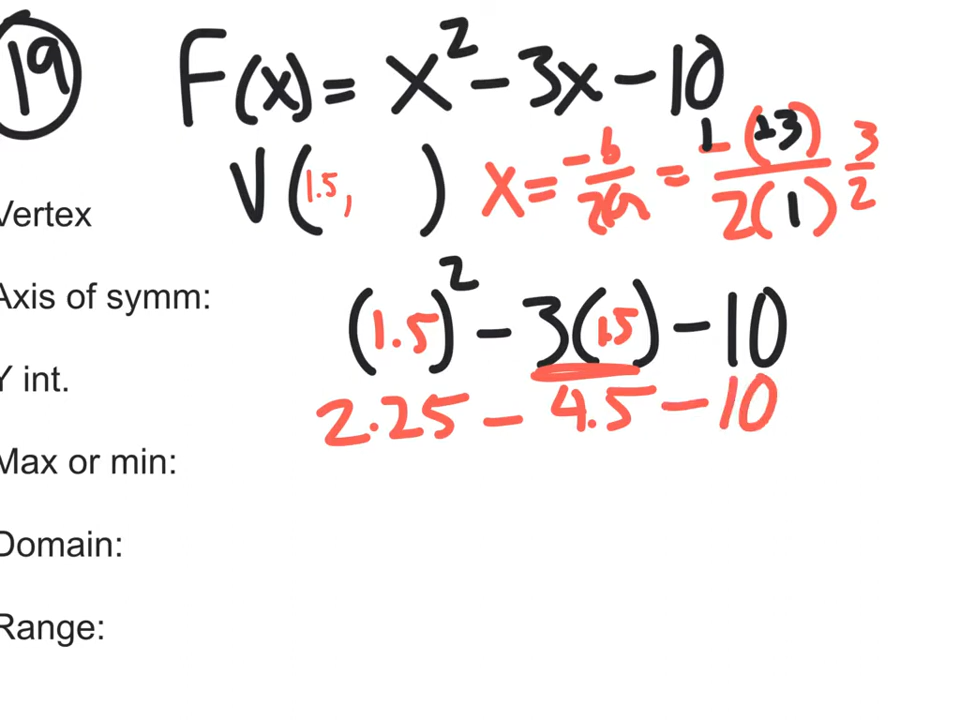 19 F(x) = x² - 3x - 10
V(1.5, ) x = -b/2(a) = -(-3)/2(1) 3/2
Vertex
Axis of symm:
(1.5)² - 3(1.5) - 10
Y int.
2.25 - 4.5 - 10
Max or min:
Domain:
Range: